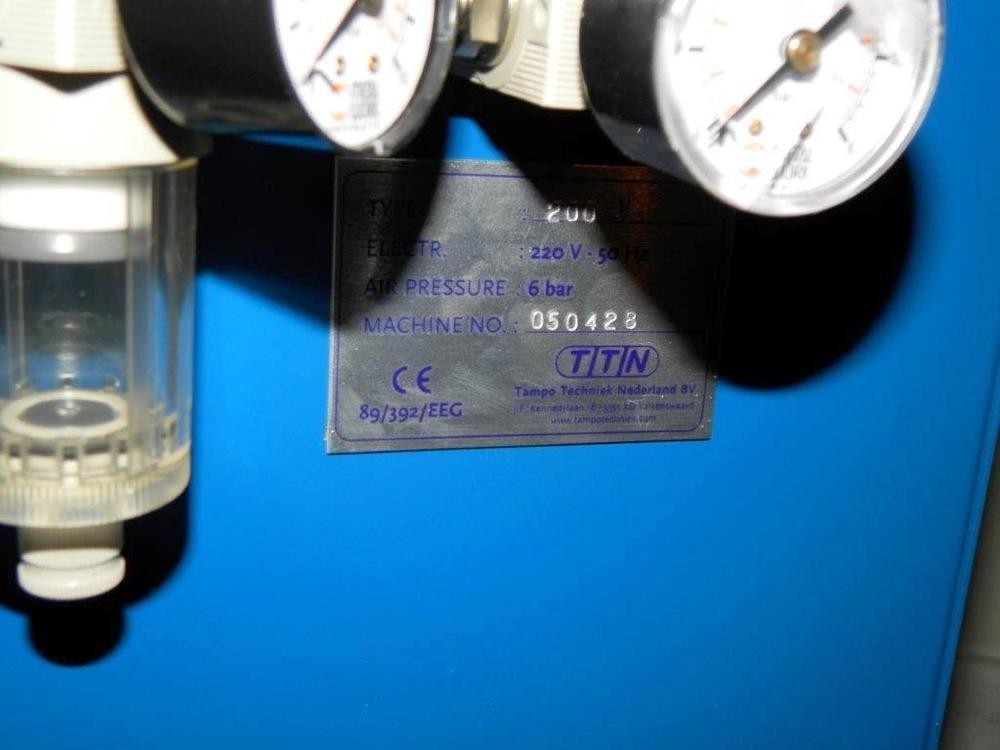 TYPE : 200
ELECTR. : 220 V - 50 Hz
AIR PRESSURE : 6 bar
MACHINE NO. : 050428
CE
89/392/EEG
TTN
Tampo Techniek Nederland BV
J.F. Kennedylaan
www.tampotechniek.com